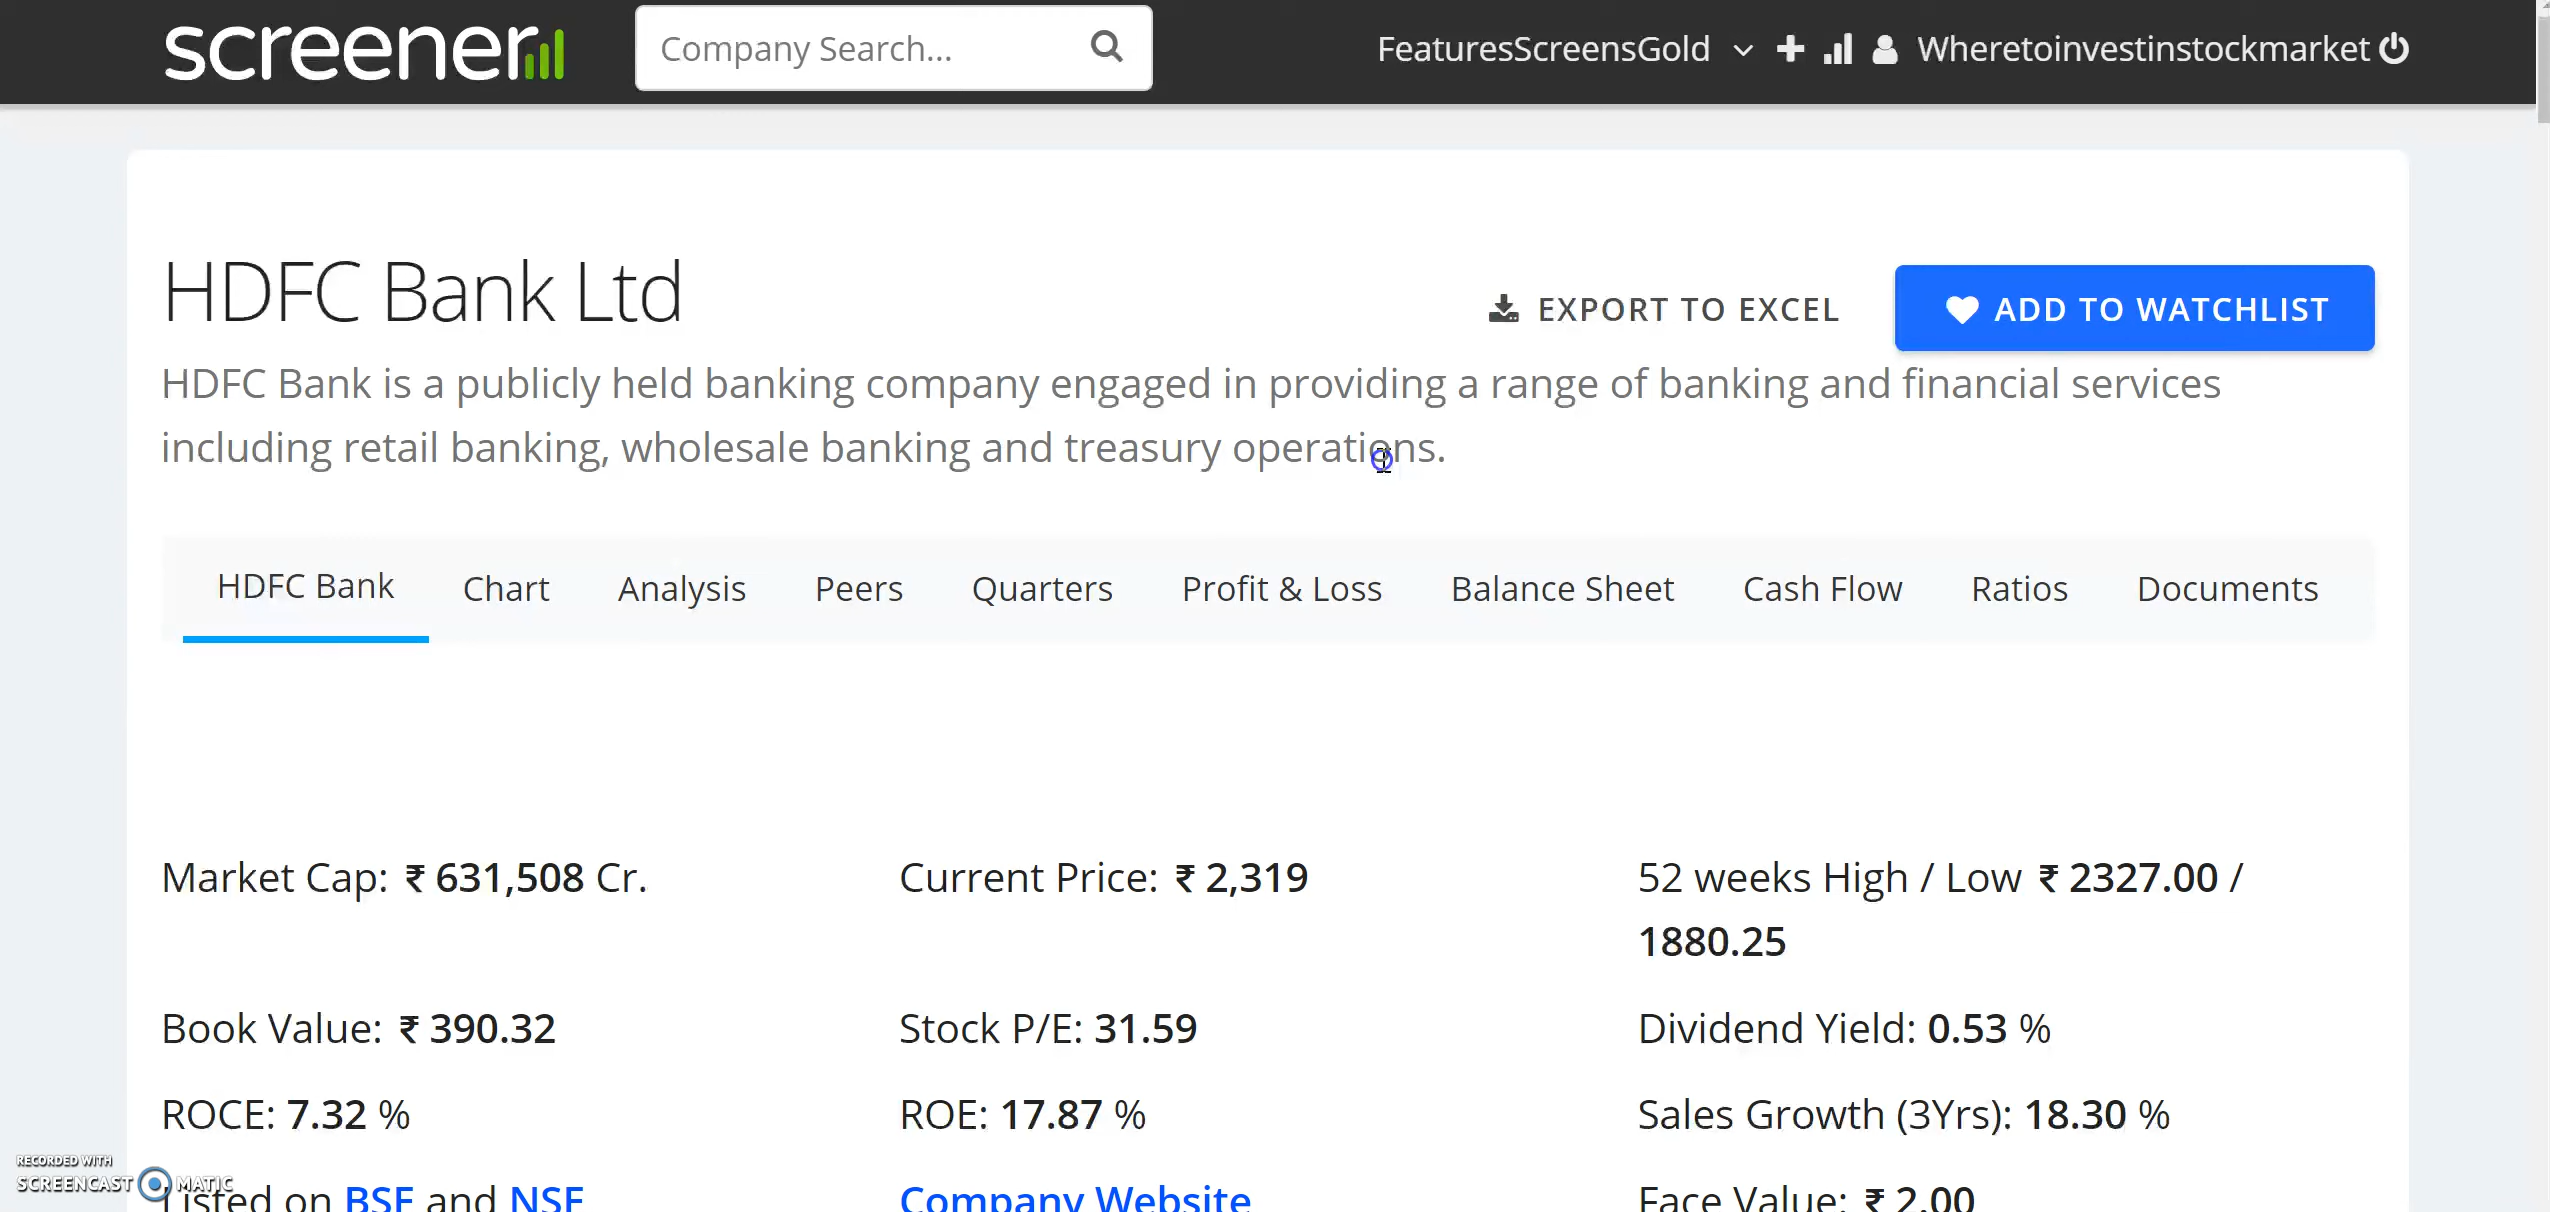 screener Company Search... FeaturesScreensGold Wheretoinvestinstockmarket
HDFC Bank Ltd
EXPORT TO EXCEL ADD TO WATCHLIST
HDFC Bank is a publicly held banking company engaged in providing a range of banking and financial services
including retail banking, wholesale banking and treasury operations.
HDFC Bank Chart Analysis Peers Quarters Profit & Loss Balance Sheet Cash Flow Ratios Documents
Market Cap: ₹ 631,508 Cr. Current Price: ₹ 2,319 52 weeks High / Low ₹ 2327.00 /
1880.25
Book Value: ₹ 390.32 Stock P/E: 31.59 Dividend Yield: 0.53 %
ROCE: 7.32 % ROE: 17.87 % Sales Growth (3Yrs): 18.30 %
RECORDED WITH
SCREENCAST MATIC
Listed on BSE and NSE Company Website Face Value: ₹ 2.00